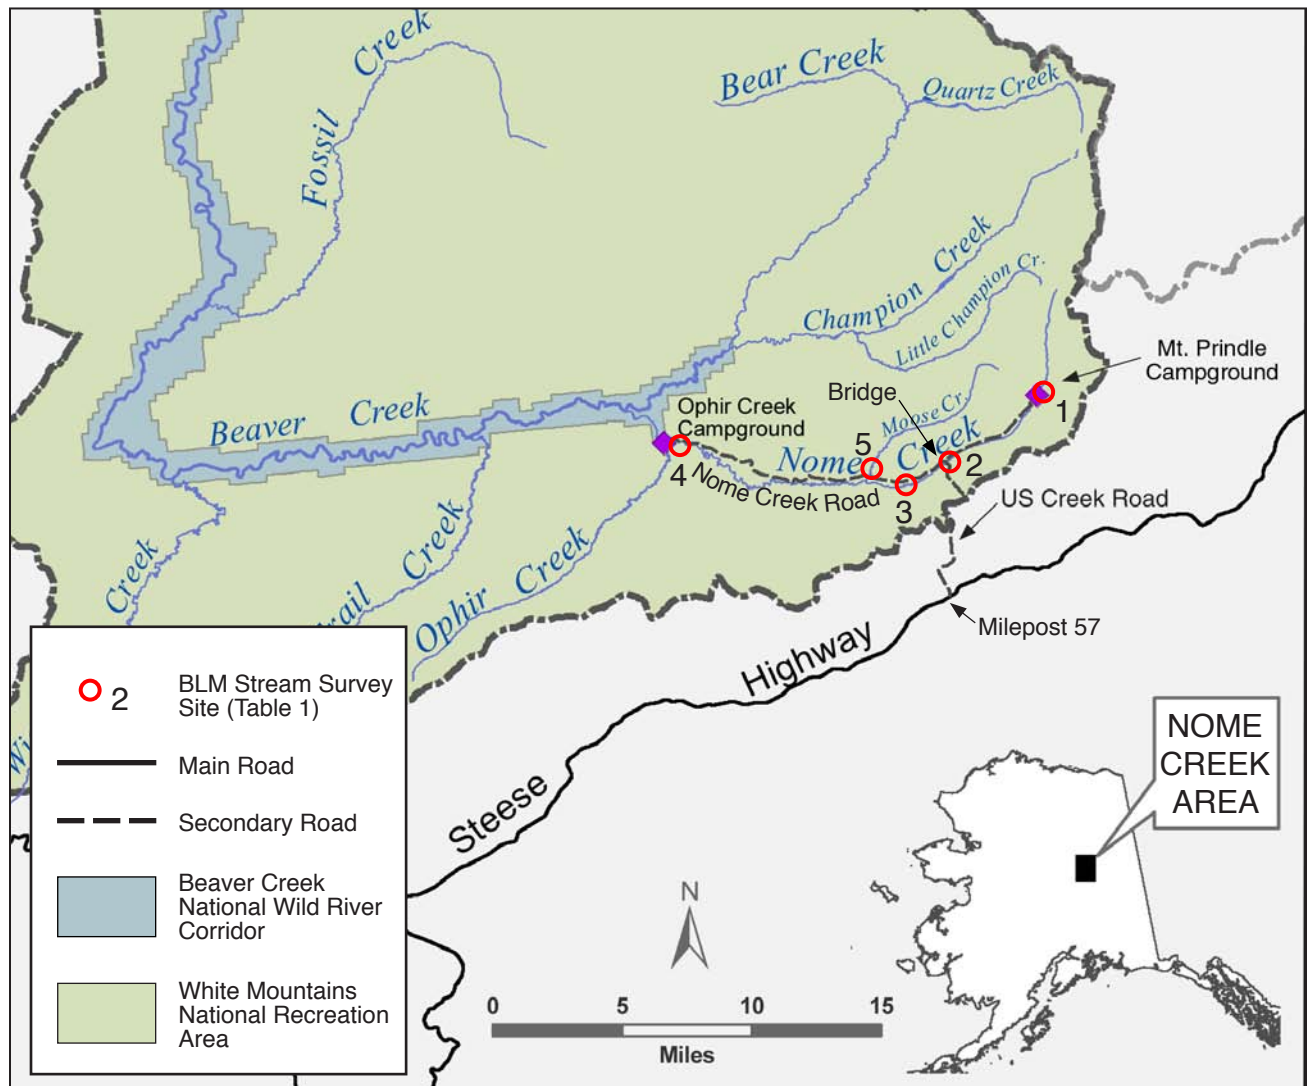 Creek
Fossil
Bear Creek
Quartz Creek
Champion Creek
Little Champion Cr.
Mt. Prindle
Campground
1
Bridge
Moose Cr.
Beaver Creek
Ophir Creek
Campground
5
Nome Creek
2
4
Nome Creek Road
3
US Creek Road
Creek
rail Creek
Ophir Creek
Milepost 57
Highway
Steese
Wi
2
BLM Stream Survey
Site (Table 1)
Main Road
Secondary Road
Beaver Creek
National Wild River
Corridor
White Mountains
National Recreation
Area
NOME
CREEK
AREA
N
0 5 10 15
Miles